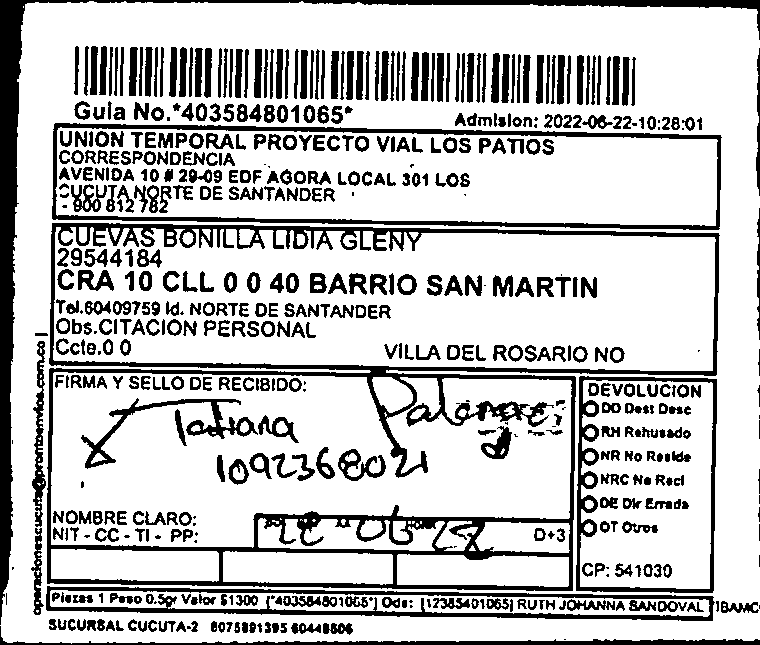 Guia No.*403584801065*
Admision: 2022-06-22-10:28:01
UNION TEMPORAL PROYECTO VIAL LOS PATIOS
CORRESPONDENCIA
AVENIDA 10 # 29-09 EDF AGORA LOCAL 301 LOS
CUCUTA NORTE DE SANTANDER
- 900 812 782
CUEVAS BONILLA LIDIA GLENY
29544184
CRA 10 CLL 0 0 40 BARRIO SAN MARTIN
Tel.60409759 Id. NORTE DE SANTANDER
Obs.CITACION PERSONAL
Ccte.0 0
VILLA DEL ROSARIO NO
operacionescucuta@prontoenvios.com.co
FIRMA Y SELLO DE RECIBIDO:
Tatiana
1092368021
NOMBRE CLARO:
NIT - CC - TI - PP:
22 06
D+3
DEVOLUCION
DD Dest Desc
RH Rehusado
NR No Reside
NRC No Recl
DE Dir Errada
OT Otros
CP: 541030
Piezas 1 Peso 0.5gr Valor $1300 [*403584801065*] Ods: [12385401065] RUTH JOHANNA SANDOVAL
SUCURSAL CUCUTA-2 6075891395 60448506